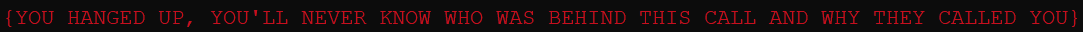 {YOU HANGED UP, YOU'LL NEVER KNOW WHO WAS BEHIND THIS CALL AND WHY THEY CALLED YOU}